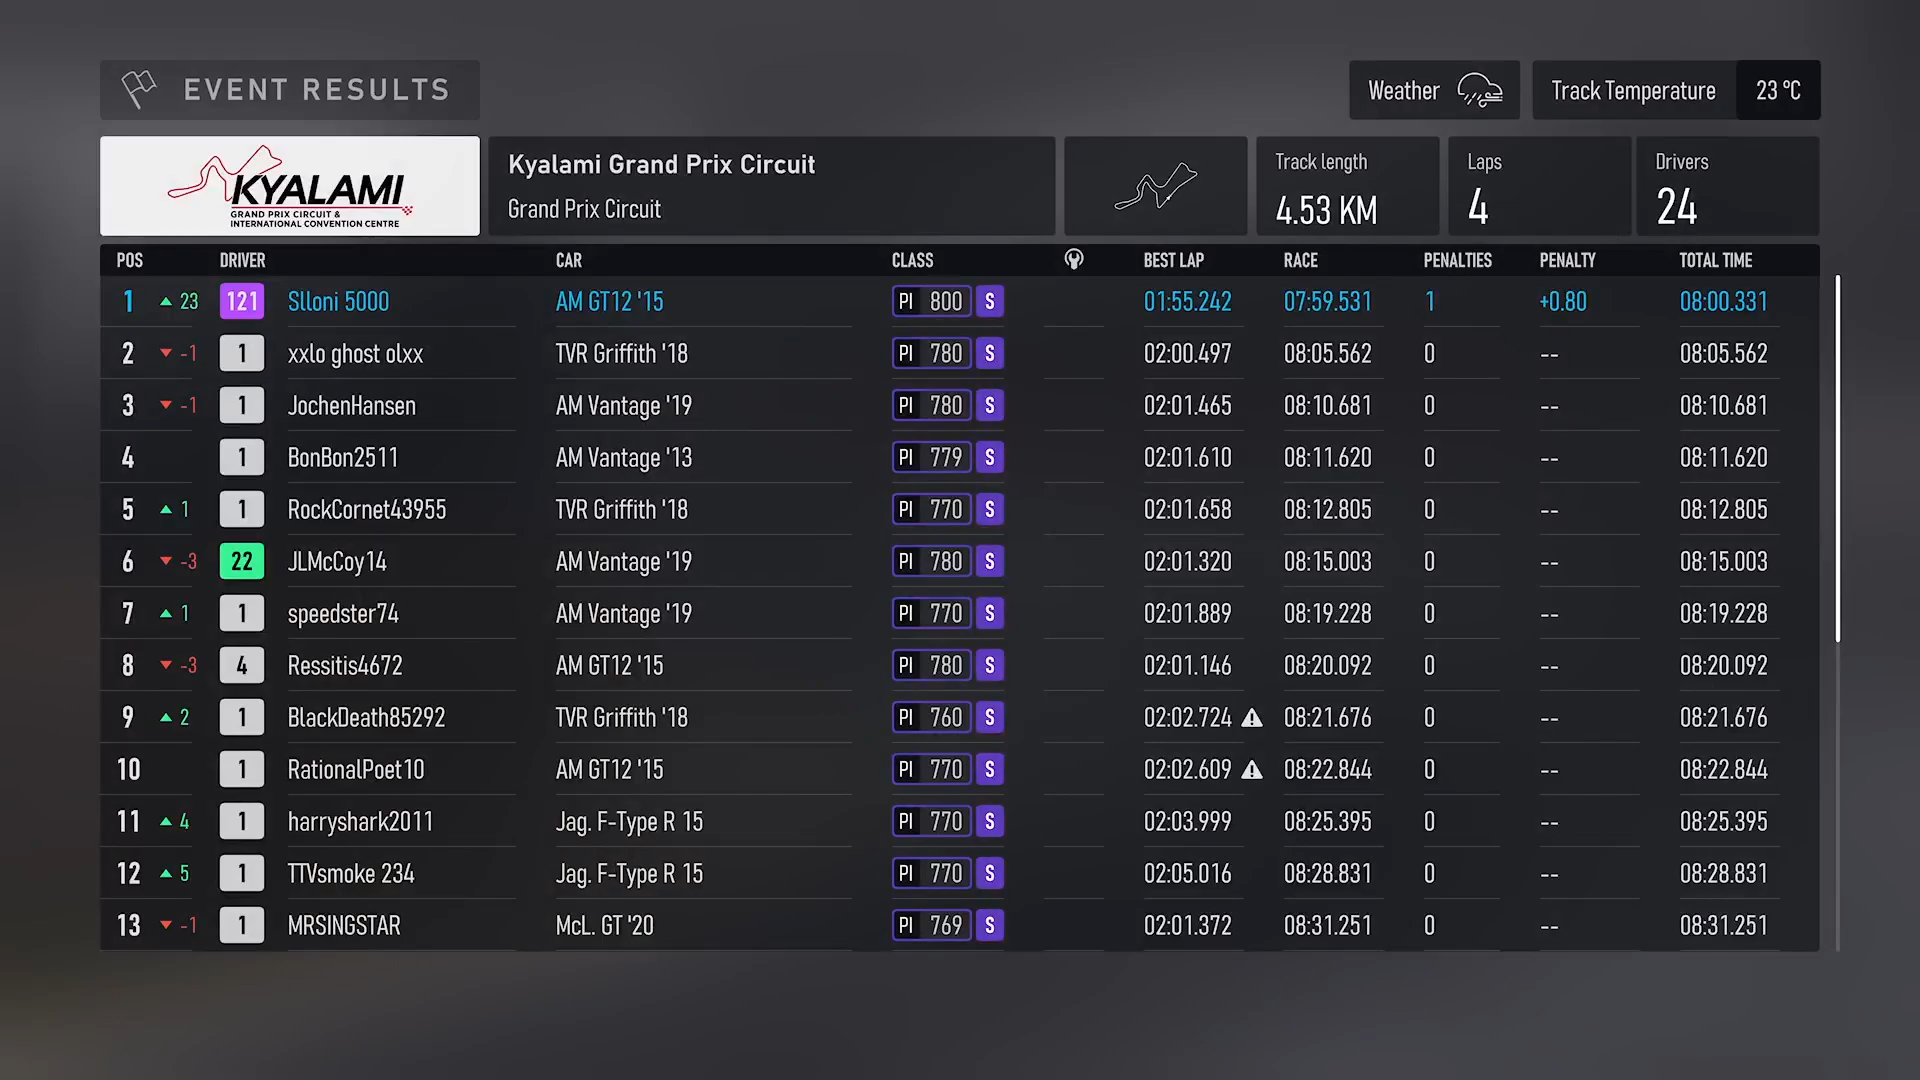 EVENT RESULTS
Weather
Track Temperature 23 ºC
KYALAMI
GRAND PRIX CIRCUIT &
INTERNATIONAL CONVENTION CENTRE
Kyalami Grand Prix Circuit
Grand Prix Circuit
Track length
4.53 KM
Laps
4
Drivers
24
POS DRIVER CAR CLASS BEST LAP RACE PENALTIES PENALTY TOTAL TIME
1 23 121 Slloni 5000 AM GT12 '15 PI 800 S 01:55.242 07:59.531 1 +0.80 08:00.331
2 -1 1 xxlo ghost olxx TVR Griffith '18 PI 780 S 02:00.497 08:05.562 0 -- 08:05.562
3 -1 1 JochenHansen AM Vantage '19 PI 780 S 02:01.465 08:10.681 0 -- 08:10.681
4 1 BonBon2511 AM Vantage '13 PI 779 S 02:01.610 08:11.620 0 -- 08:11.620
5 1 1 RockCornet43955 TVR Griffith '18 PI 770 S 02:01.658 08:12.805 0 -- 08:12.805
6 -3 22 JLMcCoy14 AM Vantage '19 PI 780 S 02:01.320 08:15.003 0 -- 08:15.003
7 1 1 speedster74 AM Vantage '19 PI 770 S 02:01.889 08:19.228 0 -- 08:19.228
8 -3 4 Ressitis4672 AM GT12 '15 PI 780 S 02:01.146 08:20.092 0 -- 08:20.092
9 2 1 BlackDeath85292 TVR Griffith '18 PI 760 S 02:02.724 08:21.676 0 -- 08:21.676
10 1 RationalPoet10 AM GT12 '15 PI 770 S 02:02.609 08:22.844 0 -- 08:22.844
11 4 1 harryshark2011 Jag. F-Type R 15 PI 770 S 02:03.999 08:25.395 0 -- 08:25.395
12 5 1 TTVsmoke 234 Jag. F-Type R 15 PI 770 S 02:05.016 08:28.831 0 -- 08:28.831
13 -1 1 MRSINGSTAR McL. GT '20 PI 769 S 02:01.372 08:31.251 0 -- 08:31.251